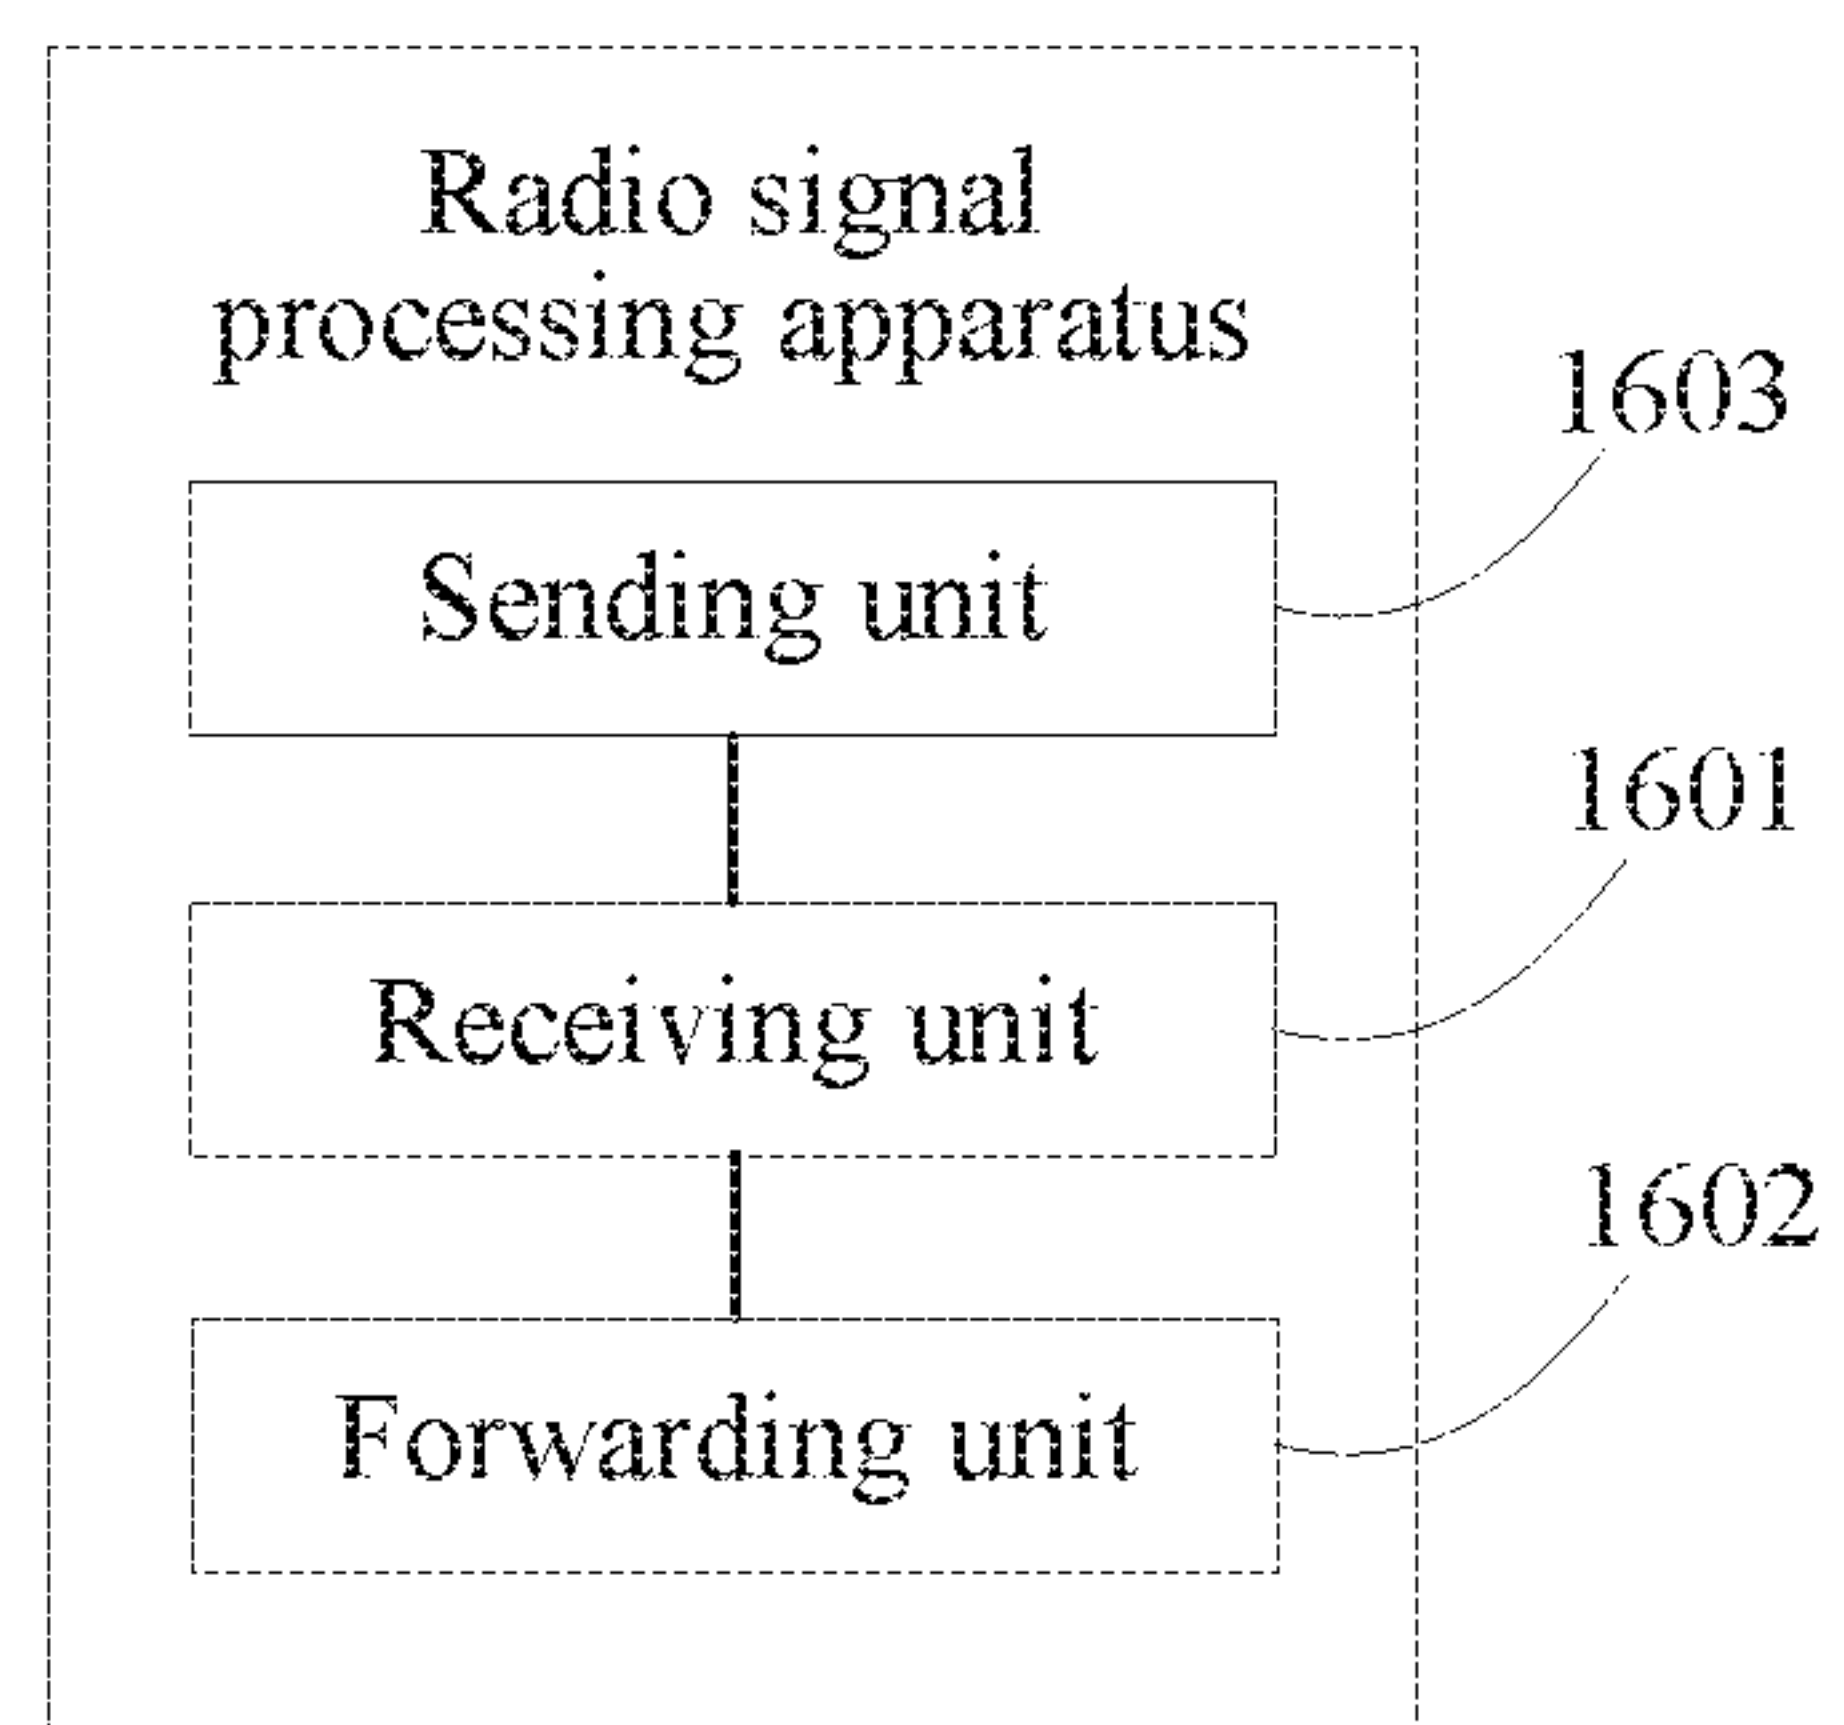 Radio signal
processing apparatus
1603
Sending unit
1601
Receiving unit
1602
Forwarding unit